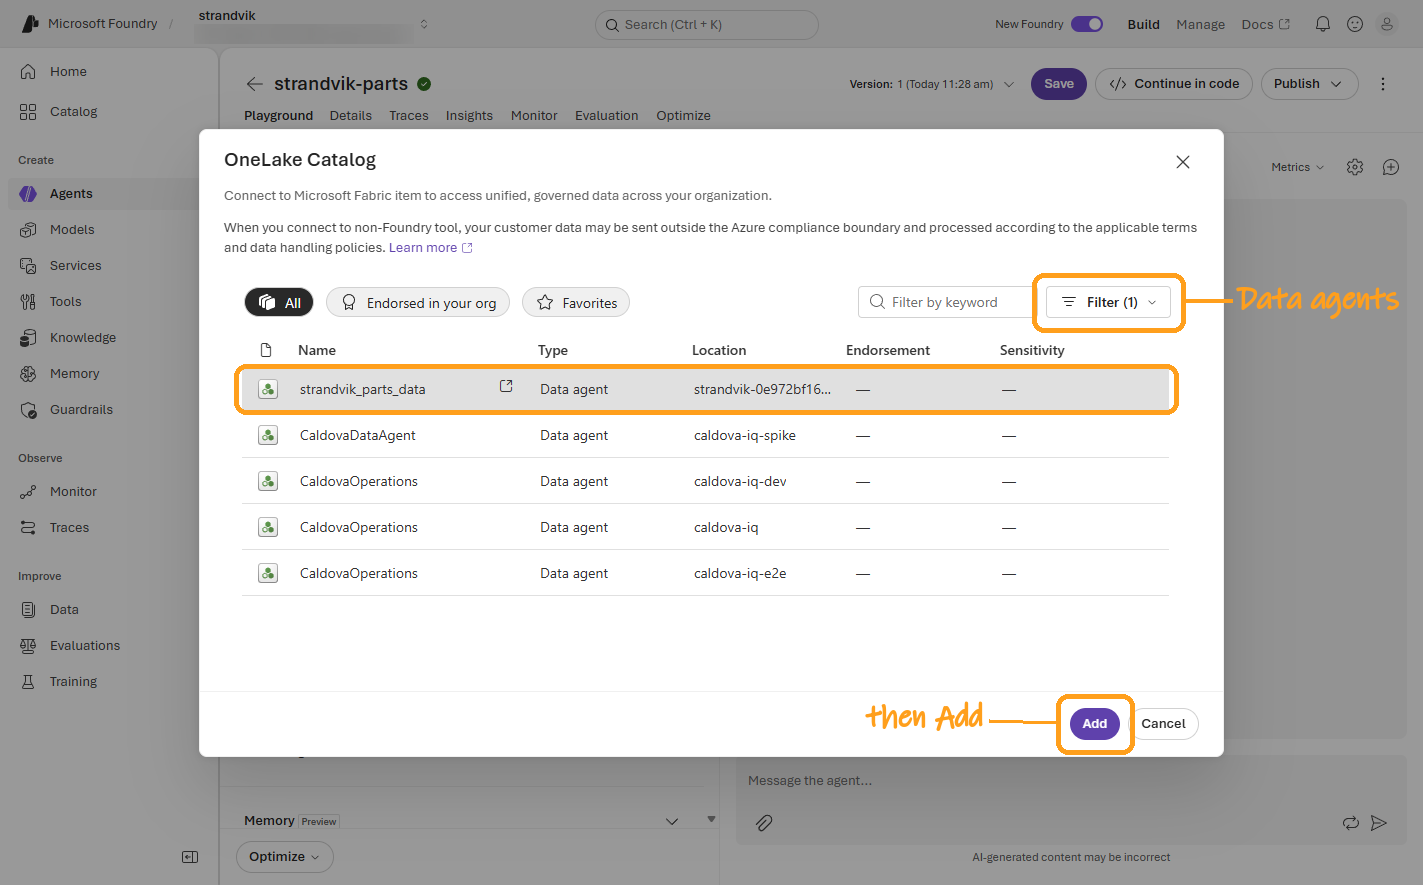 Microsoft Foundry / strandvik
Search (Ctrl + K)
New Foundry Build Manage Docs
Home
Catalog
Create
Agents
Models
Services
Tools
Knowledge
Memory
Guardrails
Observe
Monitor
Traces
Improve
Data
Evaluations
Training
strandvik-parts
Version: 1 (Today 11:28 am) Save Continue in code Publish
Playground Details Traces Insights Monitor Evaluation Optimize
Metrics
OneLake Catalog
Connect to Microsoft Fabric item to access unified, governed data across your organization.
When you connect to non-Foundry tool, your customer data may be sent outside the Azure compliance boundary and processed according to the applicable terms
and data handling policies. Learn more
All Endorsed in your org Favorites Filter by keyword Filter (1) Data agents
Name Type Location Endorsement Sensitivity
strandvik_parts_data Data agent strandvik-0e972bf16... — —
CaldovaDataAgent Data agent caldova-iq-spike — —
CaldovaOperations Data agent caldova-iq-dev — —
CaldovaOperations Data agent caldova-iq — —
CaldovaOperations Data agent caldova-iq-e2e — —
then Add Add Cancel
Memory Preview
Optimize
Message the agent...
AI-generated content may be incorrect